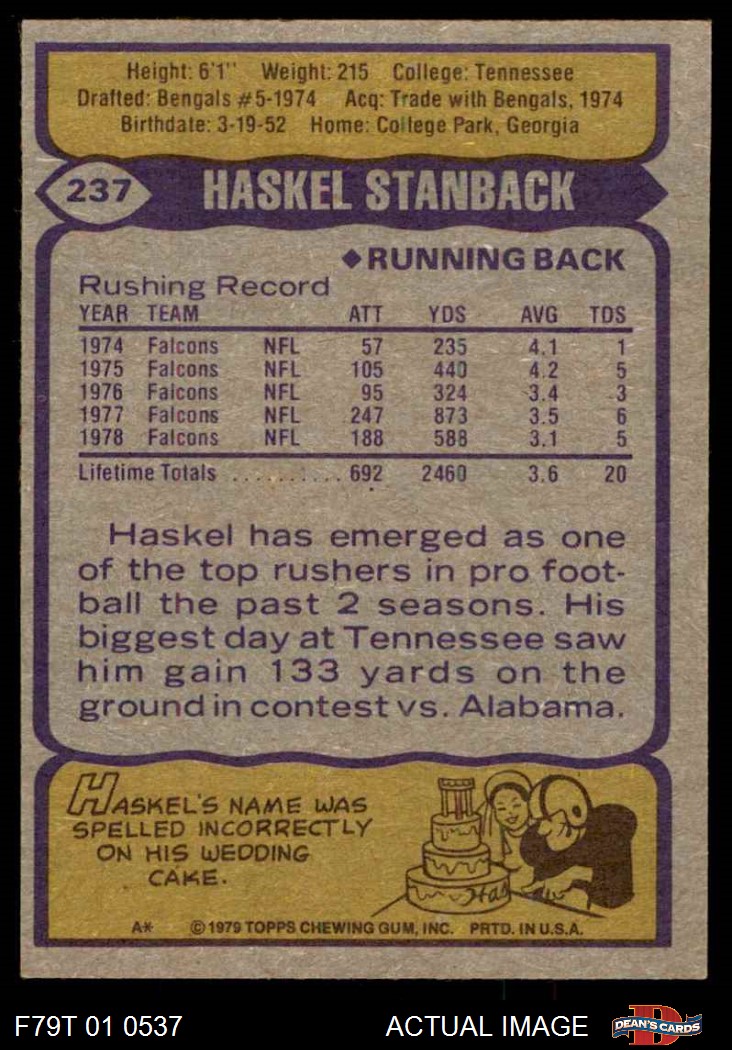 Height: 6'1" Weight: 215 College: Tennessee
Drafted: Bengals #5-1974 Acq: Trade with Bengals, 1974
Birthdate: 3-19-52 Home: College Park, Georgia
237 HASKEL STANBACK
◆RUNNING BACK
Rushing Record
YEAR TEAM ATT YDS AVG TDS
1974 Falcons NFL 57 235 4.1 1
1975 Falcons NFL 105 440 4.2 5
1976 Falcons NFL 95 324 3.4 3
1977 Falcons NFL 247 873 3.5 6
1978 Falcons NFL 188 588 3.1 5
Lifetime Totals .......... 692 2460 3.6 20
Haskel has emerged as one
of the top rushers in pro foot-
ball the past 2 seasons. His
biggest day at Tennessee saw
him gain 133 yards on the
ground in contest vs. Alabama.
HASKEL'S NAME WAS
SPELLED INCORRECTLY
ON HIS WEDDING
CAKE.
Has
A* © 1979 TOPPS CHEWING GUM, INC. PRTD. IN U.S.A.
F79T 01 0537 ACTUAL IMAGE D DEAN'S CARDS